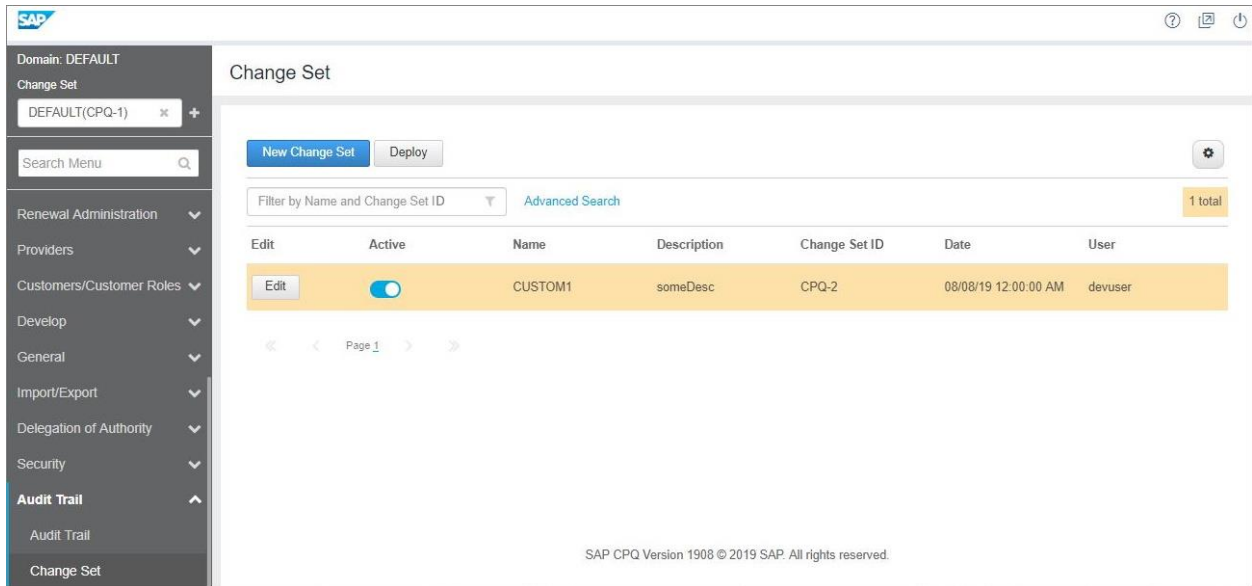 SAP
Domain: DEFAULT
Change Set
DEFAULT(CPQ-1)
Search Menu
Renewal Administration
Providers
Customers/Customer Roles
Develop
General
Import/Export
Delegation of Authority
Security
Audit Trail
Audit Trail
Change Set
Change Set
New Change Set Deploy
Filter by Name and Change Set ID Advanced Search 1 total
Edit Active Name Description Change Set ID Date User
Edit CUSTOM1 someDesc CPQ-2 08/08/19 12:00:00 AM devuser
Page 1
SAP CPQ Version 1908 © 2019 SAP. All rights reserved.